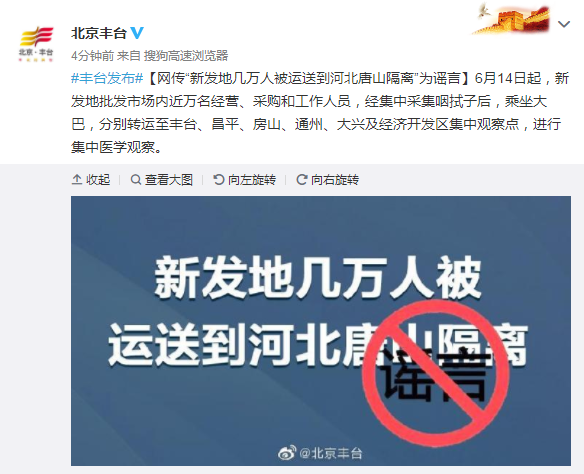 北京丰台
北京·丰台
4分钟前 来自 搜狗高速浏览器
#丰台发布#【网传“新发地几万人被运送到河北唐山隔离”为谣言】6月14日起，新
发地批发市场内近万名经营、采购和工作人员，经集中采集咽拭子后，乘坐大
巴，分别转运至丰台、昌平、房山、通州、大兴及经济开发区集中观察点，进行
集中医学观察。
收起 查看大图 向左旋转 向右旋转
新发地几万人被
运送到河北唐山隔离
谣言
@北京丰台